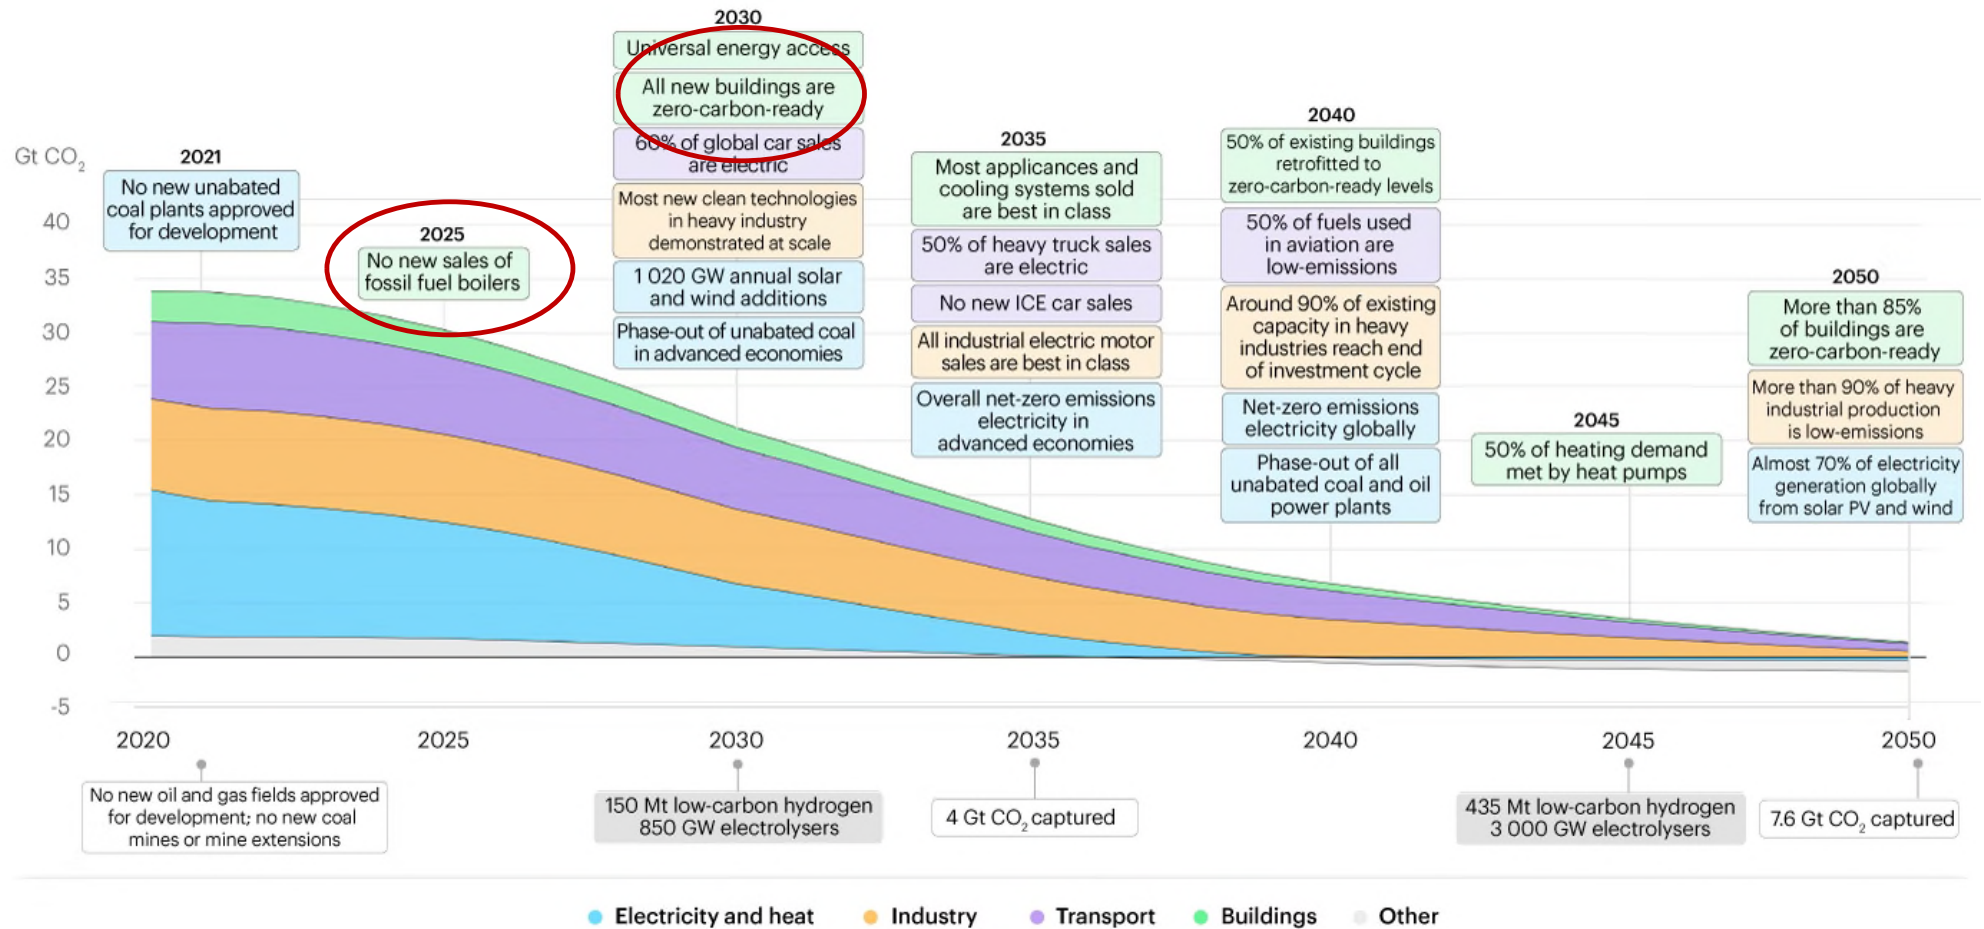 2030
Universal energy access
All new buildings are
zero-carbon-ready
60% of global car sales
are electric
Most new clean technologies
in heavy industry
demonstrated at scale
1 020 GW annual solar
and wind additions
Phase-out of unabated coal
in advanced economies
Gt CO₂
2021
No new unabated
coal plants approved
for development
2025
No new sales of
fossil fuel boilers
2035
Most applicances and
cooling systems sold
are best in class
50% of heavy truck sales
are electric
No new ICE car sales
All industrial electric motor
sales are best in class
Overall net-zero emissions
electricity in
advanced economies
2040
50% of existing buildings
retrofitted to
zero-carbon-ready levels
50% of fuels used
in aviation are
low-emissions
Around 90% of existing
capacity in heavy
industries reach end
of investment cycle
Net-zero emissions
electricity globally
Phase-out of all
unabated coal and oil
power plants
2045
50% of heating demand
met by heat pumps
2050
More than 85%
of buildings are
zero-carbon-ready
More than 90% of heavy
industrial production
is low-emissions
Almost 70% of electricity
generation globally
from solar PV and wind
40
35
30
25
20
15
10
5
0
-5
2020 2025 2030 2035 2040 2045 2050
No new oil and gas fields approved
for development; no new coal
mines or mine extensions
150 Mt low-carbon hydrogen
850 GW electrolysers
4 Gt CO₂ captured
435 Mt low-carbon hydrogen
3 000 GW electrolysers
7.6 Gt CO₂ captured
Electricity and heat Industry Transport Buildings Other